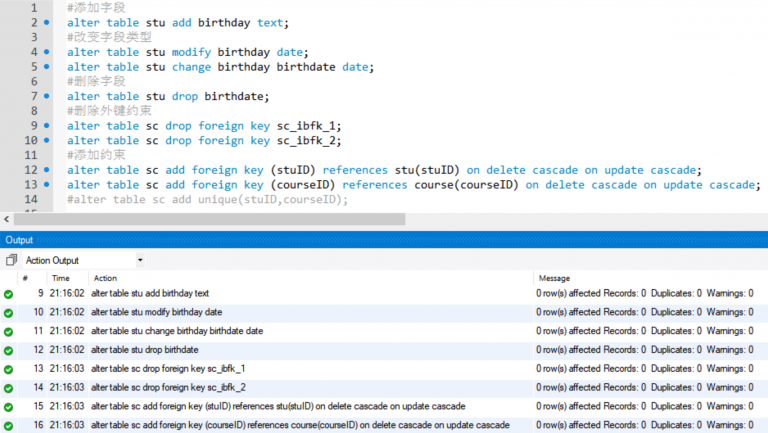 1 #添加字段
2 alter table stu add birthday text;
3 #改变字段类型
4 alter table stu modify birthday date;
5 alter table stu change birthday birthdate date;
6 #删除字段
7 alter table stu drop birthdate;
8 #删除外键约束
9 alter table sc drop foreign key sc_ibfk_1;
10 alter table sc drop foreign key sc_ibfk_2;
11 #添加约束
12 alter table sc add foreign key (stuID) references stu(stuID) on delete cascade on update cascade;
13 alter table sc add foreign key (courseID) references course(courseID) on delete cascade on update cascade;
14 #alter table sc add unique(stuID,courseID);
Output
Action Output
# Time Action Message
9 21:16:02 alter table stu add birthday text 0 row(s) affected Records: 0 Duplicates: 0 Warnings: 0
10 21:16:02 alter table stu modify birthday date 0 row(s) affected Records: 0 Duplicates: 0 Warnings: 0
11 21:16:02 alter table stu change birthday birthdate date 0 row(s) affected Records: 0 Duplicates: 0 Warnings: 0
12 21:16:02 alter table stu drop birthdate 0 row(s) affected Records: 0 Duplicates: 0 Warnings: 0
13 21:16:03 alter table sc drop foreign key sc_ibfk_1 0 row(s) affected Records: 0 Duplicates: 0 Warnings: 0
14 21:16:03 alter table sc drop foreign key sc_ibfk_2 0 row(s) affected Records: 0 Duplicates: 0 Warnings: 0
15 21:16:03 alter table sc add foreign key (stuID) references stu(stuID) on delete cascade on update cascade 0 row(s) affected Records: 0 Duplicates: 0 Warnings: 0
16 21:16:03 alter table sc add foreign key (courseID) references course(courseID) on delete cascade on update cascade 0 row(s) affected Records: 0 Duplicates: 0 Warnings: 0